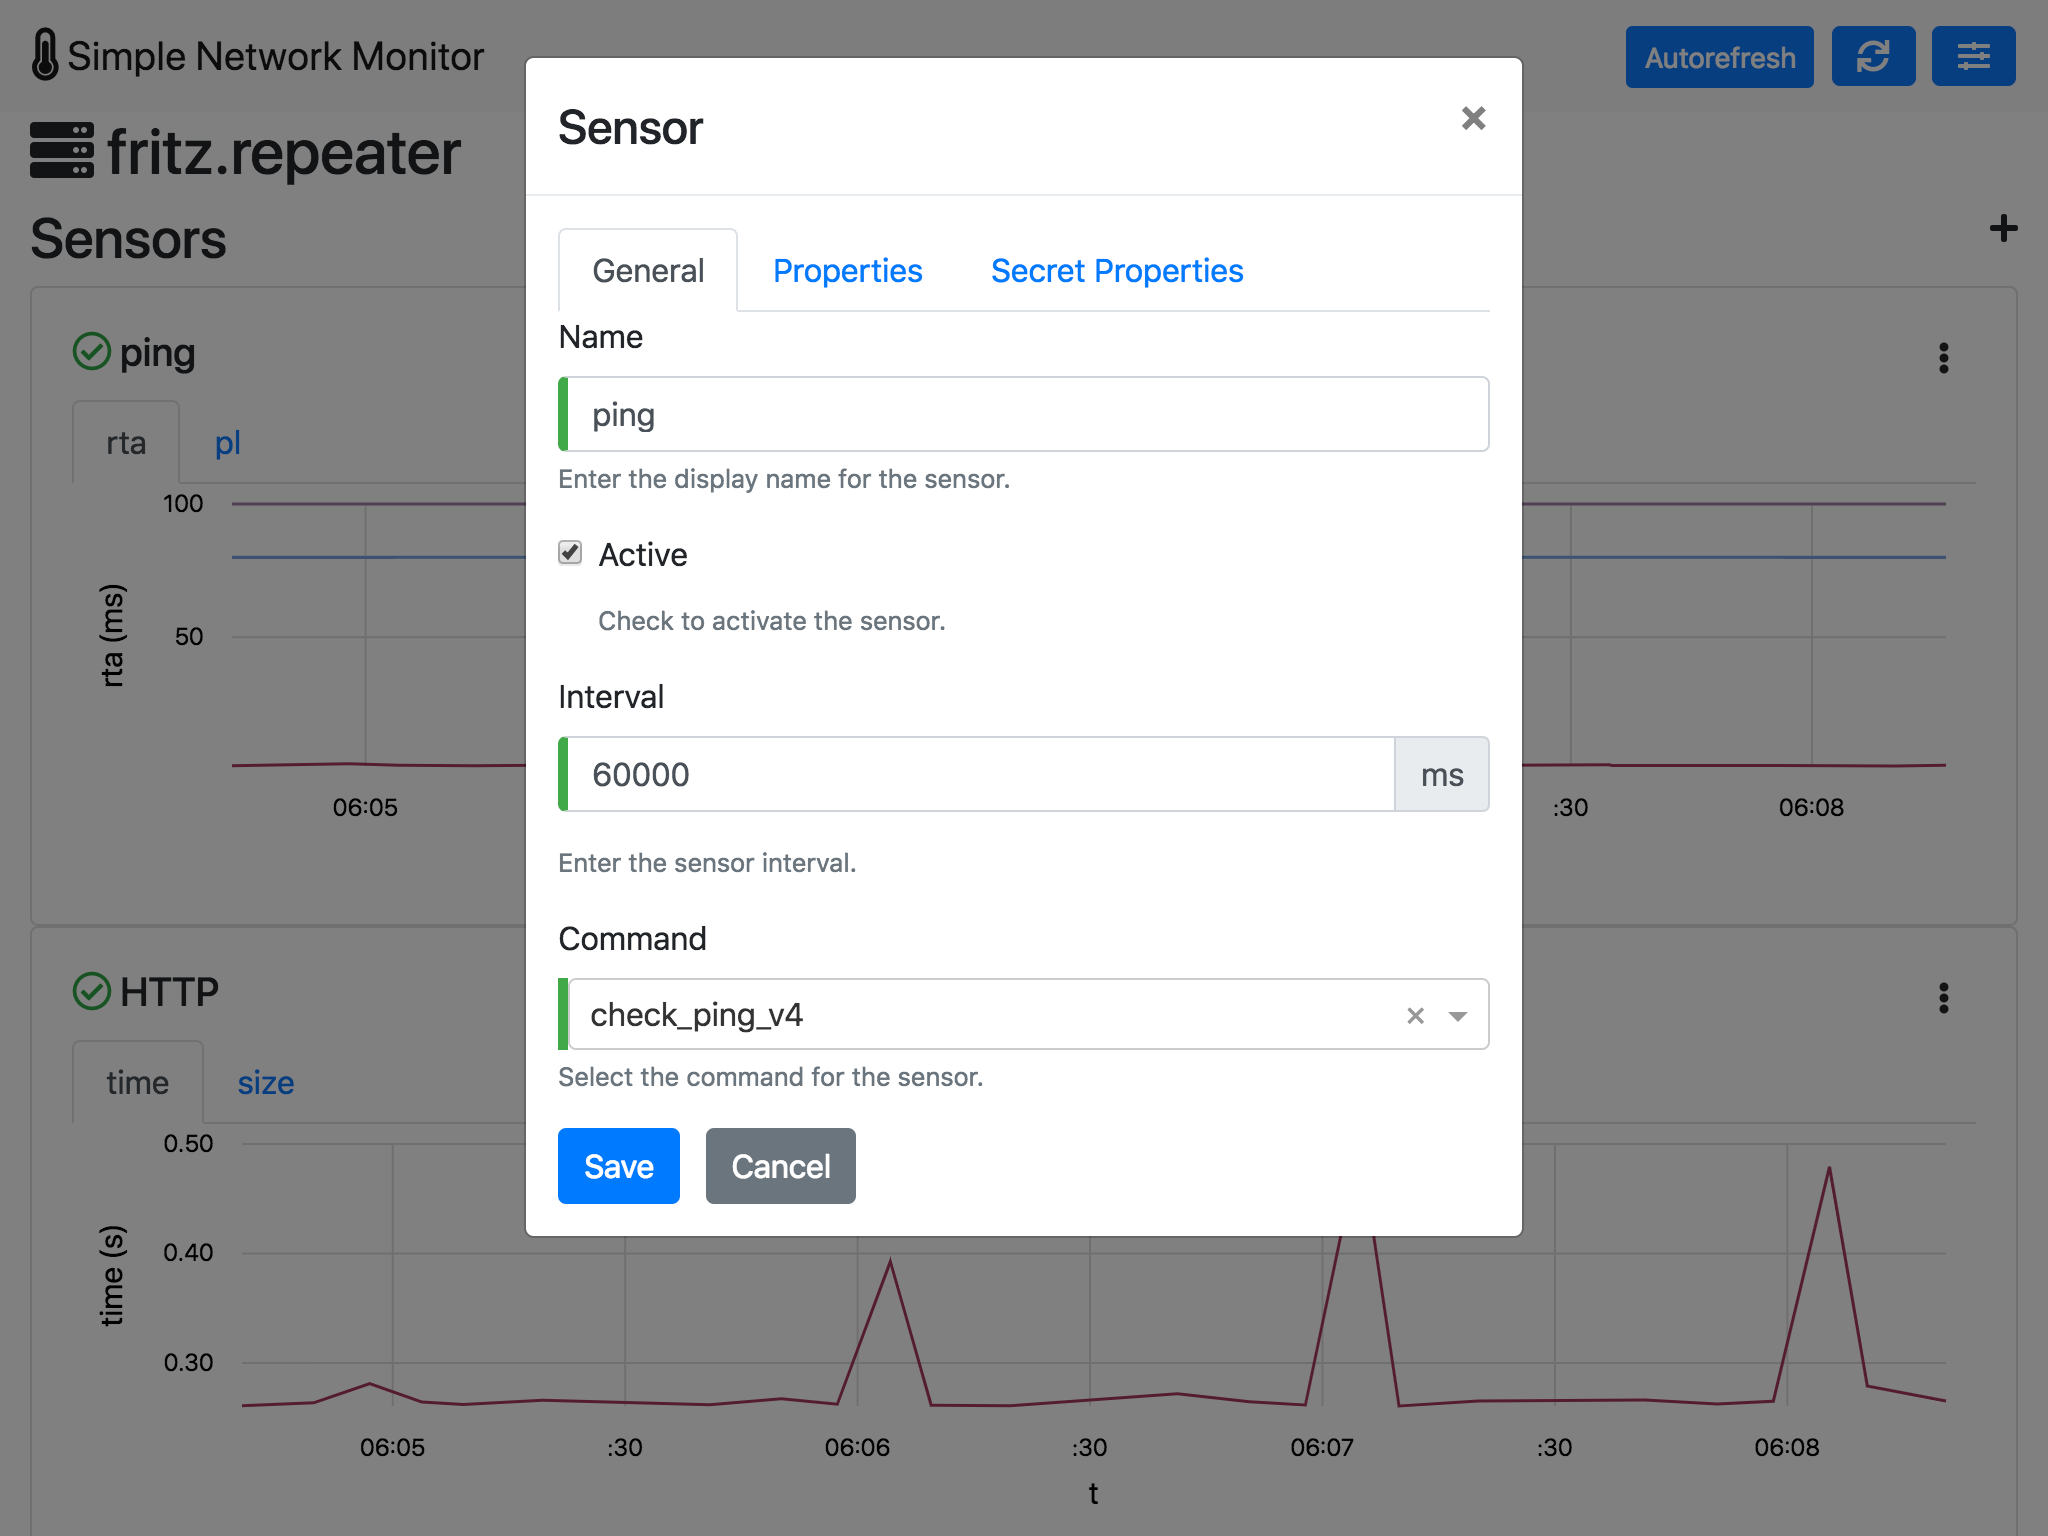 Simple Network Monitor
Autorefresh
fritz.repeater
Sensors
Sensor
×
General Properties Secret Properties
Name
ping
Enter the display name for the sensor.
Active
Check to activate the sensor.
Interval
60000 ms
Enter the sensor interval.
Command
check_ping_v4
Select the command for the sensor.
Save Cancel
ping
rta pl
100
50
rta (ms)
06:05 :30 06:08
HTTP
time size
0.50
0.40
0.30
time (s)
06:05 :30 06:06 :30 06:07 :30 06:08
t